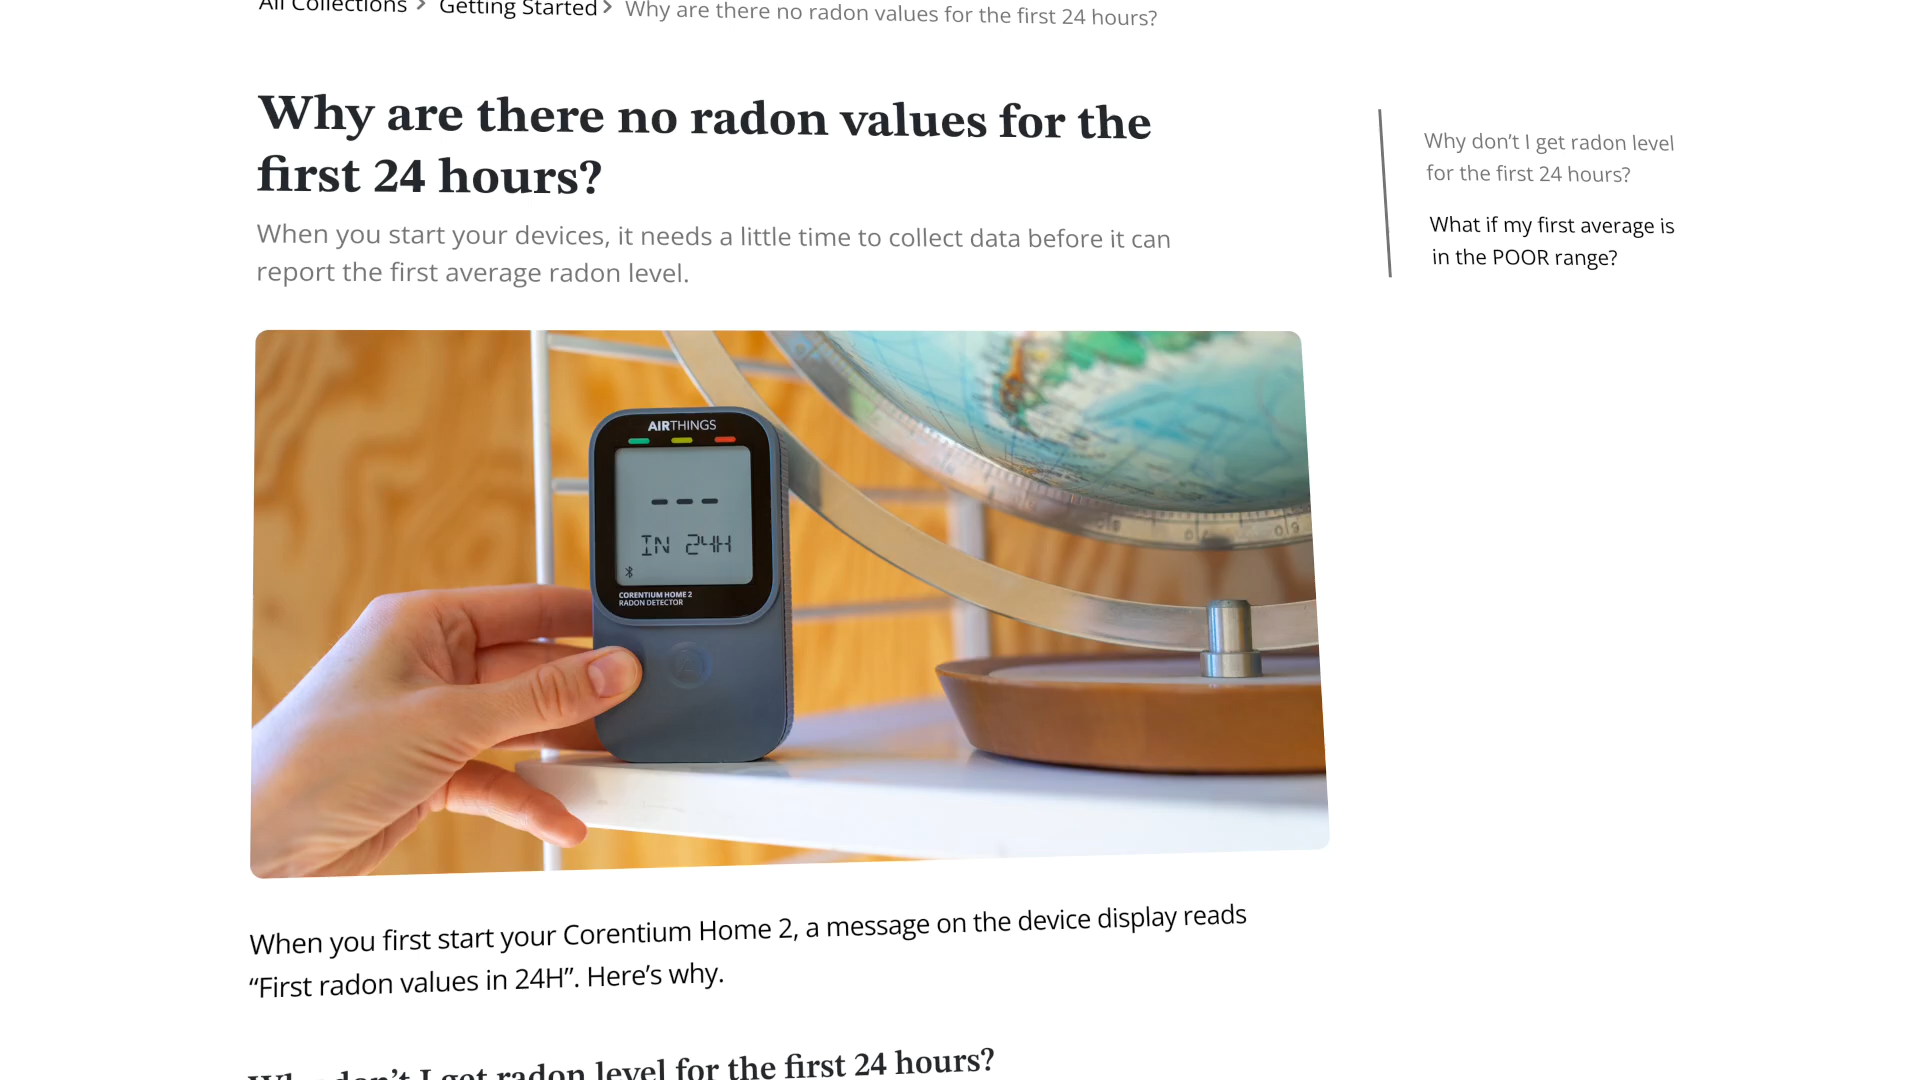 All Collections > Getting Started > Why are there no radon values for the first 24 hours?
Why are there no radon values for the
first 24 hours?
When you start your devices, it needs a little time to collect data before it can
report the first average radon level.
Why don't I get radon level
for the first 24 hours?
What if my first average is
in the POOR range?
AIRTHINGS
---
IN 24H
CORENTIUM HOME 2
RADON DETECTOR
When you first start your Corentium Home 2, a message on the device display reads
“First radon values in 24H”. Here’s why.
Why don’t I get radon level for the first 24 hours?